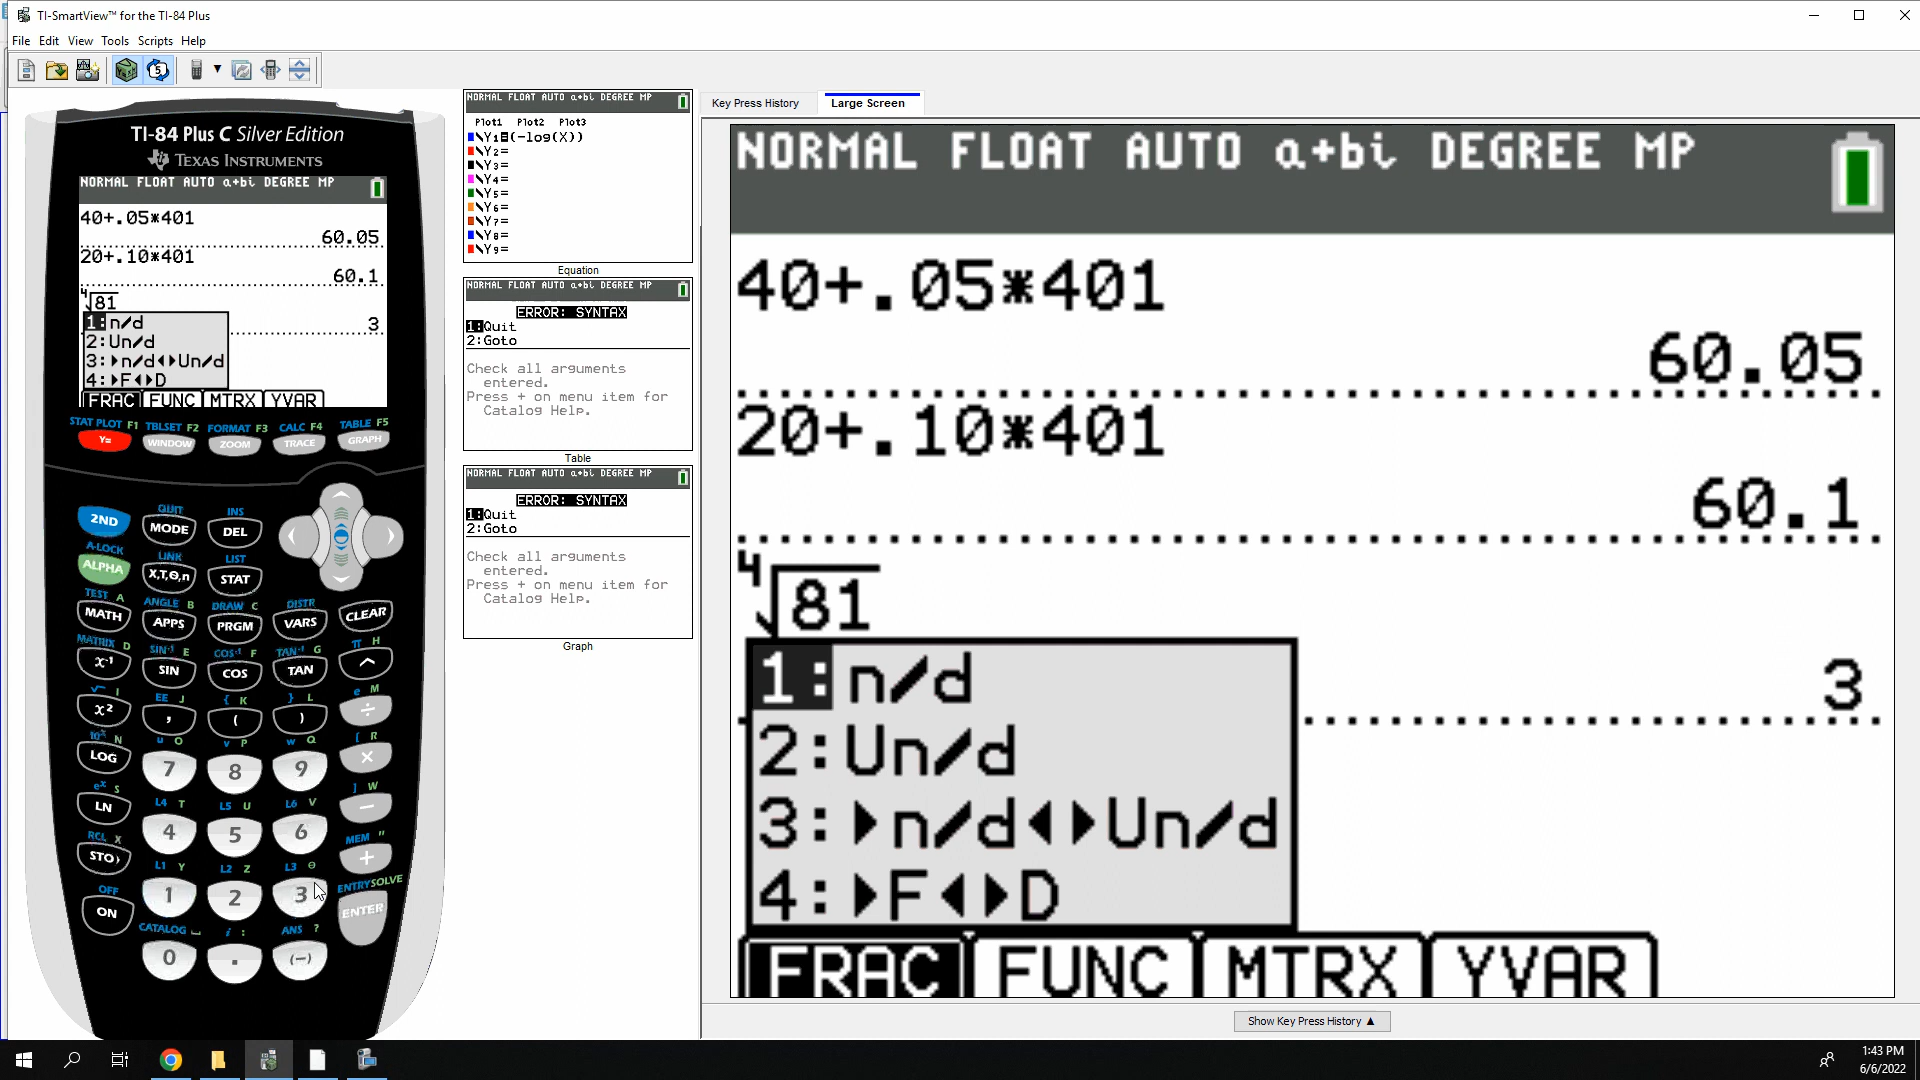 TI-SmartView™ for the TI-84 Plus
File Edit View Tools Scripts Help
TI-84 Plus C Silver Edition
TEXAS INSTRUMENTS
NORMAL FLOAT AUTO a+bi DEGREE MP
40+.05*401
60.05
20+.10*401
60.1
4√81
3
1:n/d
2:Un/d
3:▶n/d◀▶Un/d
4:▶F◀▶D
FRAC FUNC MTRX YVAR
STAT PLOT F1 TBLSET F2 FORMAT F3 CALC F4 TABLE F5
Y= WINDOW ZOOM TRACE GRAPH
QUIT INS
2ND MODE DEL
A-LOCK LINK LIST
ALPHA X,T,Θ,n STAT
TEST A ANGLE B DRAW C DISTR
MATH APPS PRGM VARS CLEAR
MATRIX D SIN⁻¹ E COS⁻¹ F TAN⁻¹ G π H
x⁻¹ SIN COS TAN ^
√ I EE J { K } L e M
x² , ( ) ÷
10ˣ N u O v P w Q [ R
LOG 7 8 9 ×
eˣ S L4 T L5 U L6 V ] W
LN 4 5 6 −
RCL X L1 Y L2 Z L3 Θ MEM "
STO▸ 1 2 3 +
OFF CATALOG ⎵ i : ANS ? ENTRY SOLVE
ON 0 . (−) ENTER
NORMAL FLOAT AUTO a+bi DEGREE MP
Plot1 Plot2 Plot3
\Y1=(-log(X))
\Y2=
\Y3=
\Y4=
\Y5=
\Y6=
\Y7=
\Y8=
\Y9=
Equation
NORMAL FLOAT AUTO a+bi DEGREE MP
ERROR: SYNTAX
1:Quit
2:Goto
Check all arguments
entered.
Press + on menu item for
Catalog Help.
Table
NORMAL FLOAT AUTO a+bi DEGREE MP
ERROR: SYNTAX
1:Quit
2:Goto
Check all arguments
entered.
Press + on menu item for
Catalog Help.
Graph
Key Press History Large Screen
NORMAL FLOAT AUTO a+bi DEGREE MP
40+.05*401
60.05
20+.10*401
60.1
4√81
3
1:n/d
2:Un/d
3:▶n/d◀▶Un/d
4:▶F◀▶D
FRAC FUNC MTRX YVAR
Show Key Press History ▲
1:43 PM
6/6/2022